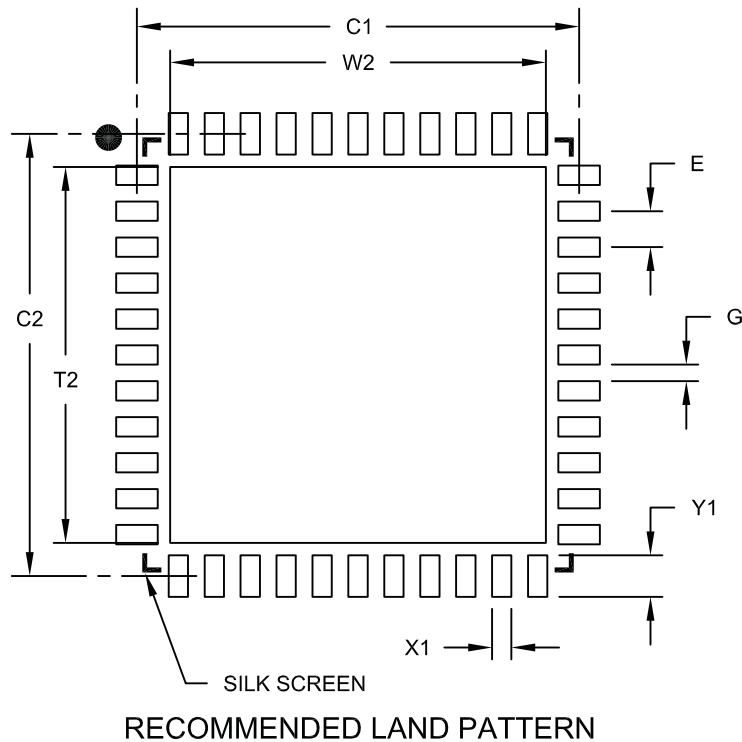 C1
W2
E
C2
G
T2
Y1
X1
SILK SCREEN
RECOMMENDED LAND PATTERN